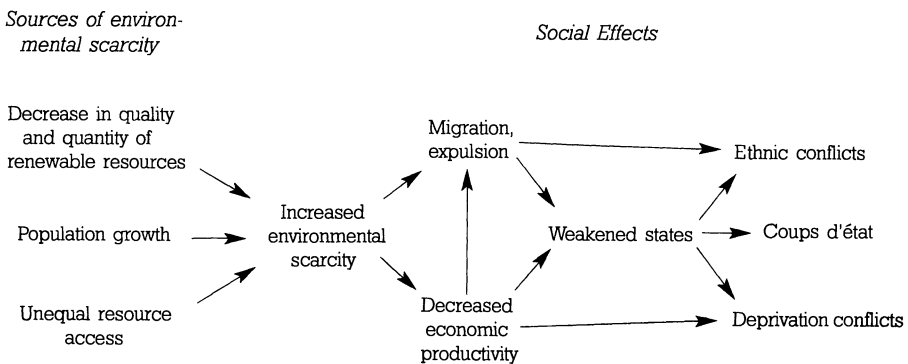 Sources of environ-
mental scarcity
Social Effects
Decrease in quality
and quantity of
renewable resources
Population growth
Unequal resource
access
Increased
environmental
scarcity
Migration,
expulsion
Decreased
economic
productivity
Weakened states
Ethnic conflicts
Coups d'état
Deprivation conflicts